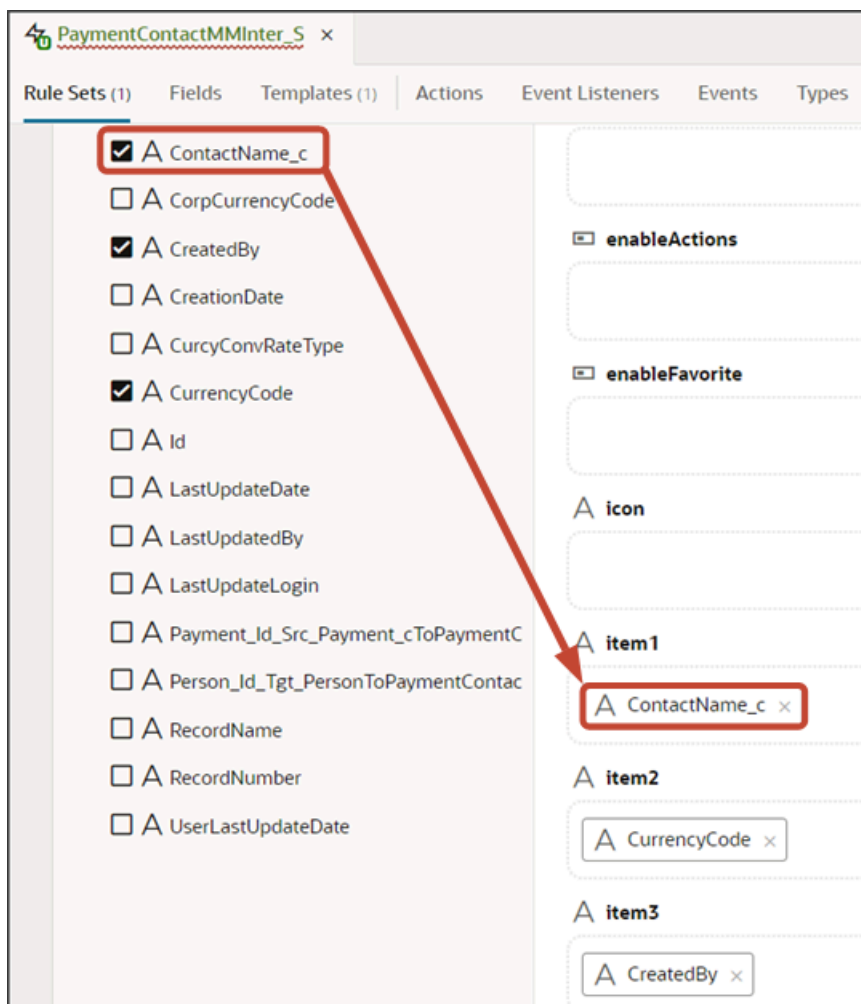 PaymentContactMMInter_S ×
Rule Sets (1) Fields Templates (1) Actions Event Listeners Events Types
ContactName_c
CorpCurrencyCode
CreatedBy
CreationDate
CurcyConvRateType
CurrencyCode
Id
LastUpdateDate
LastUpdatedBy
LastUpdateLogin
Payment_Id_Src_Payment_cToPaymentC
Person_Id_Tgt_PersonToPaymentContac
RecordName
RecordNumber
UserLastUpdateDate
enableActions
enableFavorite
A icon
A item1
A ContactName_c ×
A item2
A CurrencyCode ×
A item3
A CreatedBy ×